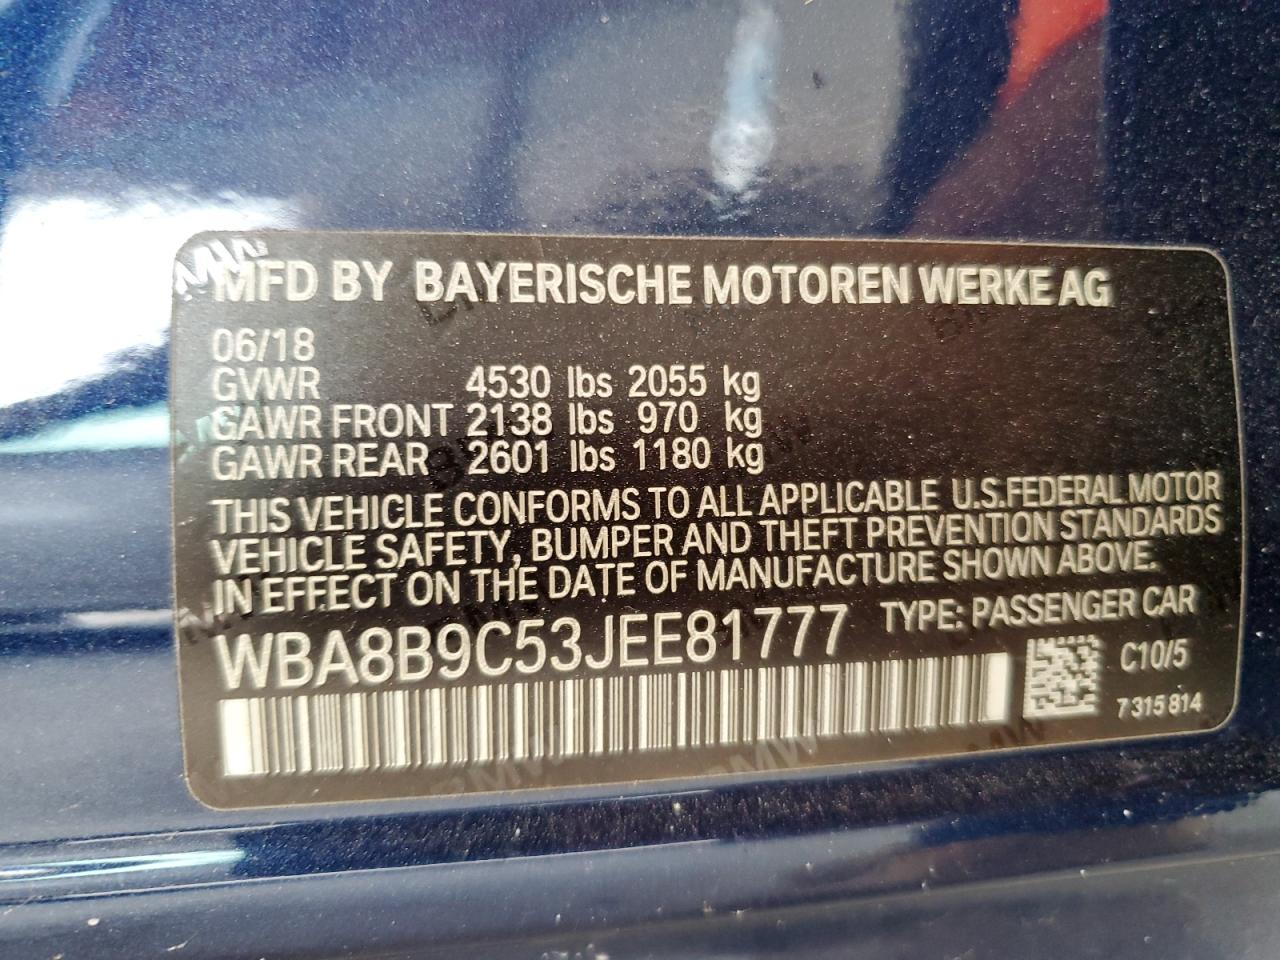 MFD BY BAYERISCHE MOTOREN WERKE AG
06/18
GVWR 4530 lbs 2055 kg
GAWR FRONT 2138 lbs 970 kg
GAWR REAR 2601 lbs 1180 kg
THIS VEHICLE CONFORMS TO ALL APPLICABLE U.S.FEDERAL MOTOR
VEHICLE SAFETY, BUMPER AND THEFT PREVENTION STANDARDS
IN EFFECT ON THE DATE OF MANUFACTURE SHOWN ABOVE.
WBA8B9C53JEE81777 TYPE: PASSENGER CAR
C10/5
7 315 814